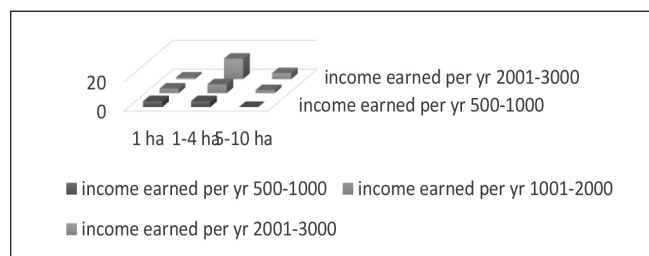 20
income earned per yr 2001-3000
0
income earned per yr 500-1000
1 ha 1-4 ha 5-10 ha
income earned per yr 500-1000 income earned per yr 1001-2000
income earned per yr 2001-3000